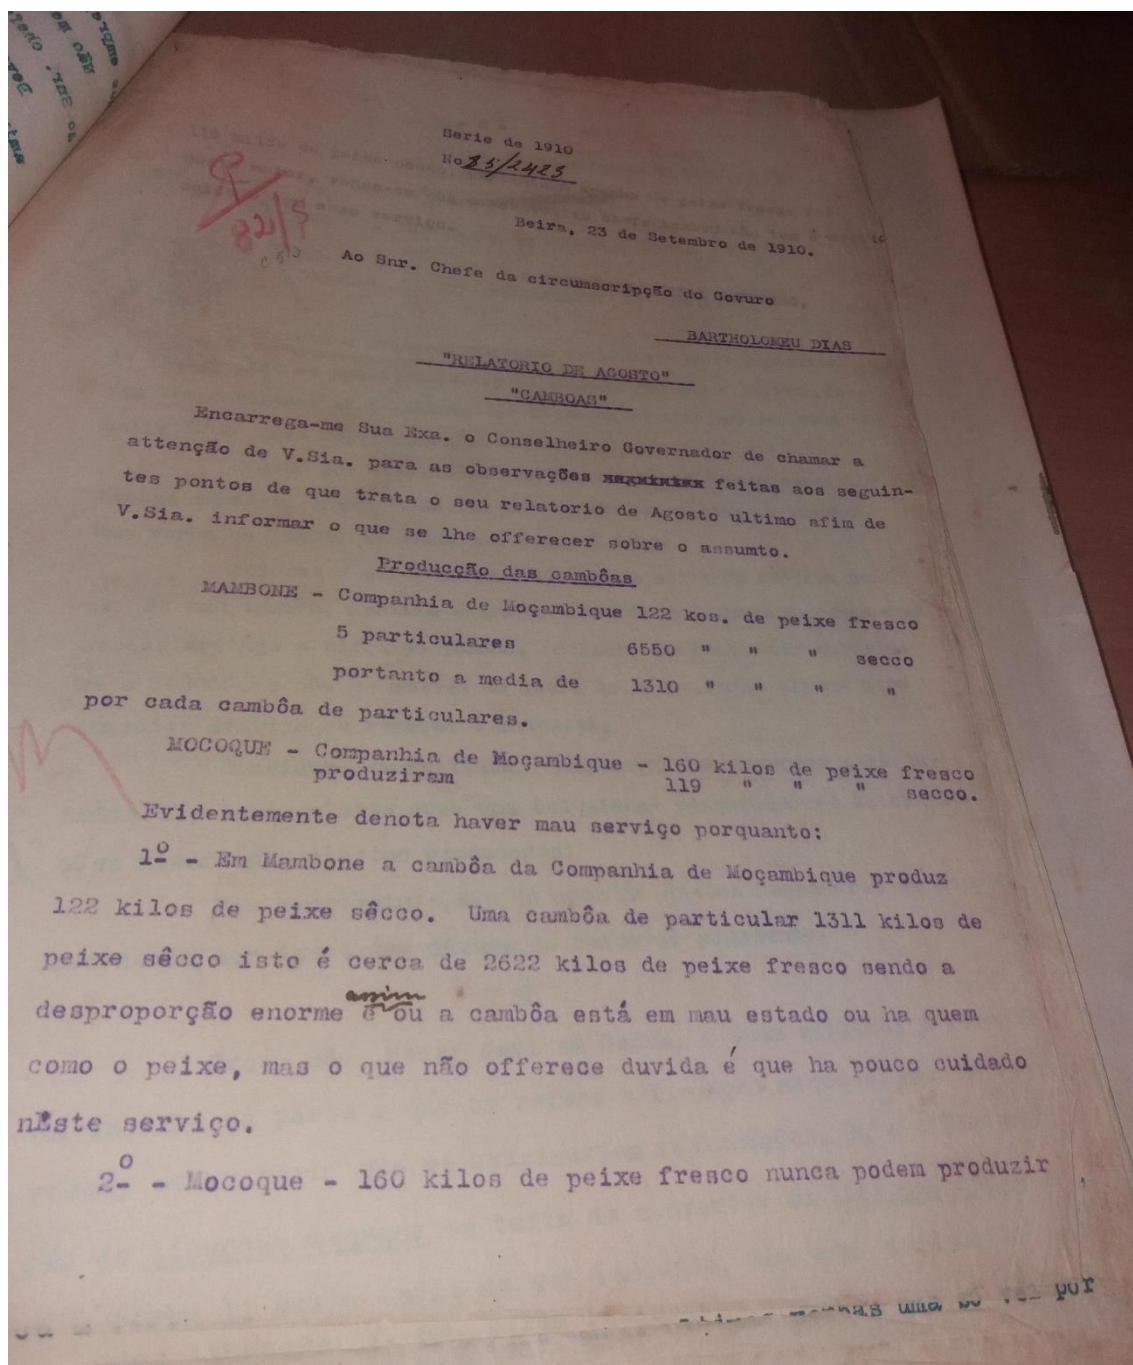 Serie de 1910
No 85/2423
82/5
Beira, 23 de Setembro de 1910.
Ao Snr. Chefe da circumscripção do Govuro
BARTHOLOMEU DIAS
"RELATORIO DE AGOSTO"
"CAMBOAS"
Encarrega-me Sua Exa. o Conselheiro Governador de chamar a
attenção de V.Sia. para as observações feitas aos seguin-
tes pontos de que trata o seu relatorio de Agosto ultimo afim de
V.Sia. informar o que se lhe offerecer sobre o assumto.
Producção das cambôas
MAMBONE - Companhia de Moçambique 122 kos. de peixe fresco
5 particulares 6550 " " " secco
portanto a media de 1310 " " " "
por cada cambôa de particulares.
MOCOQUE - Companhia de Moçambique - 160 kilos de peixe fresco
produziram 119 " " " secco.
Evidentemente denota haver mau serviço porquanto:
1º - Em Mambone a cambôa da Companhia de Moçambique produz
122 kilos de peixe sêcco. Uma cambôa de particular 1311 kilos de
peixe sêcco isto é cerca de 2622 kilos de peixe fresco sendo a
desproporção enorme e assim ou a cambôa está em mau estado ou ha quem
como o peixe, mas o que não offerece duvida é que ha pouco cuidado
nEste serviço.
2º - Mocoque - 160 kilos de peixe fresco nunca podem produzir
uma só vez por